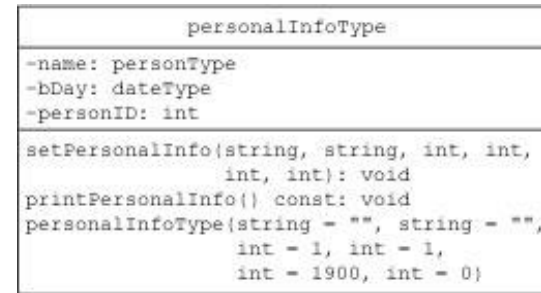 personalInfoType
-name: personType
-bDay: dateType
-personID: int
setPersonalInfo(string, string, int, int,
int, int): void
printPersonalInfo() const: void
personalInfoType(string = "", string = "",
int = 1, int = 1,
int = 1900, int = 0)